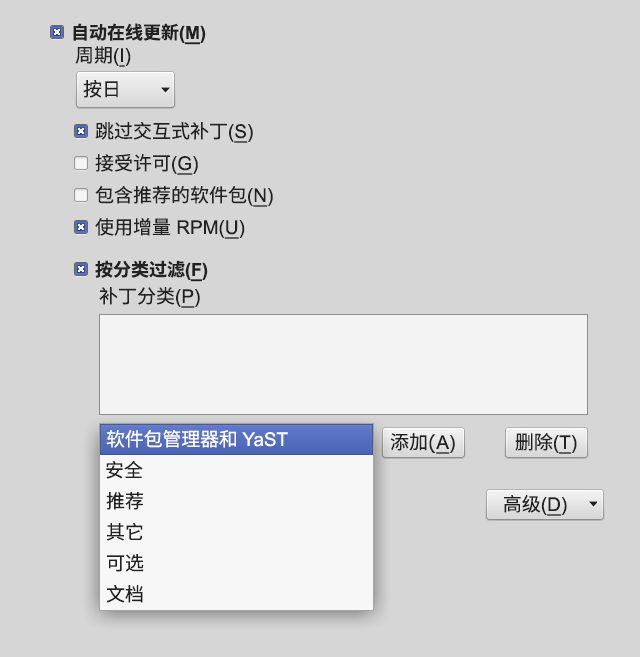 自动在线更新(M)
周期(I)
按日
跳过交互式补丁(S)
接受许可(G)
包含推荐的软件包(N)
使用增量 RPM(U)
按分类过滤(F)
补丁分类(P)
软件包管理器和 YaST
添加(A)
删除(T)
安全
推荐
高级(D)
其它
可选
文档